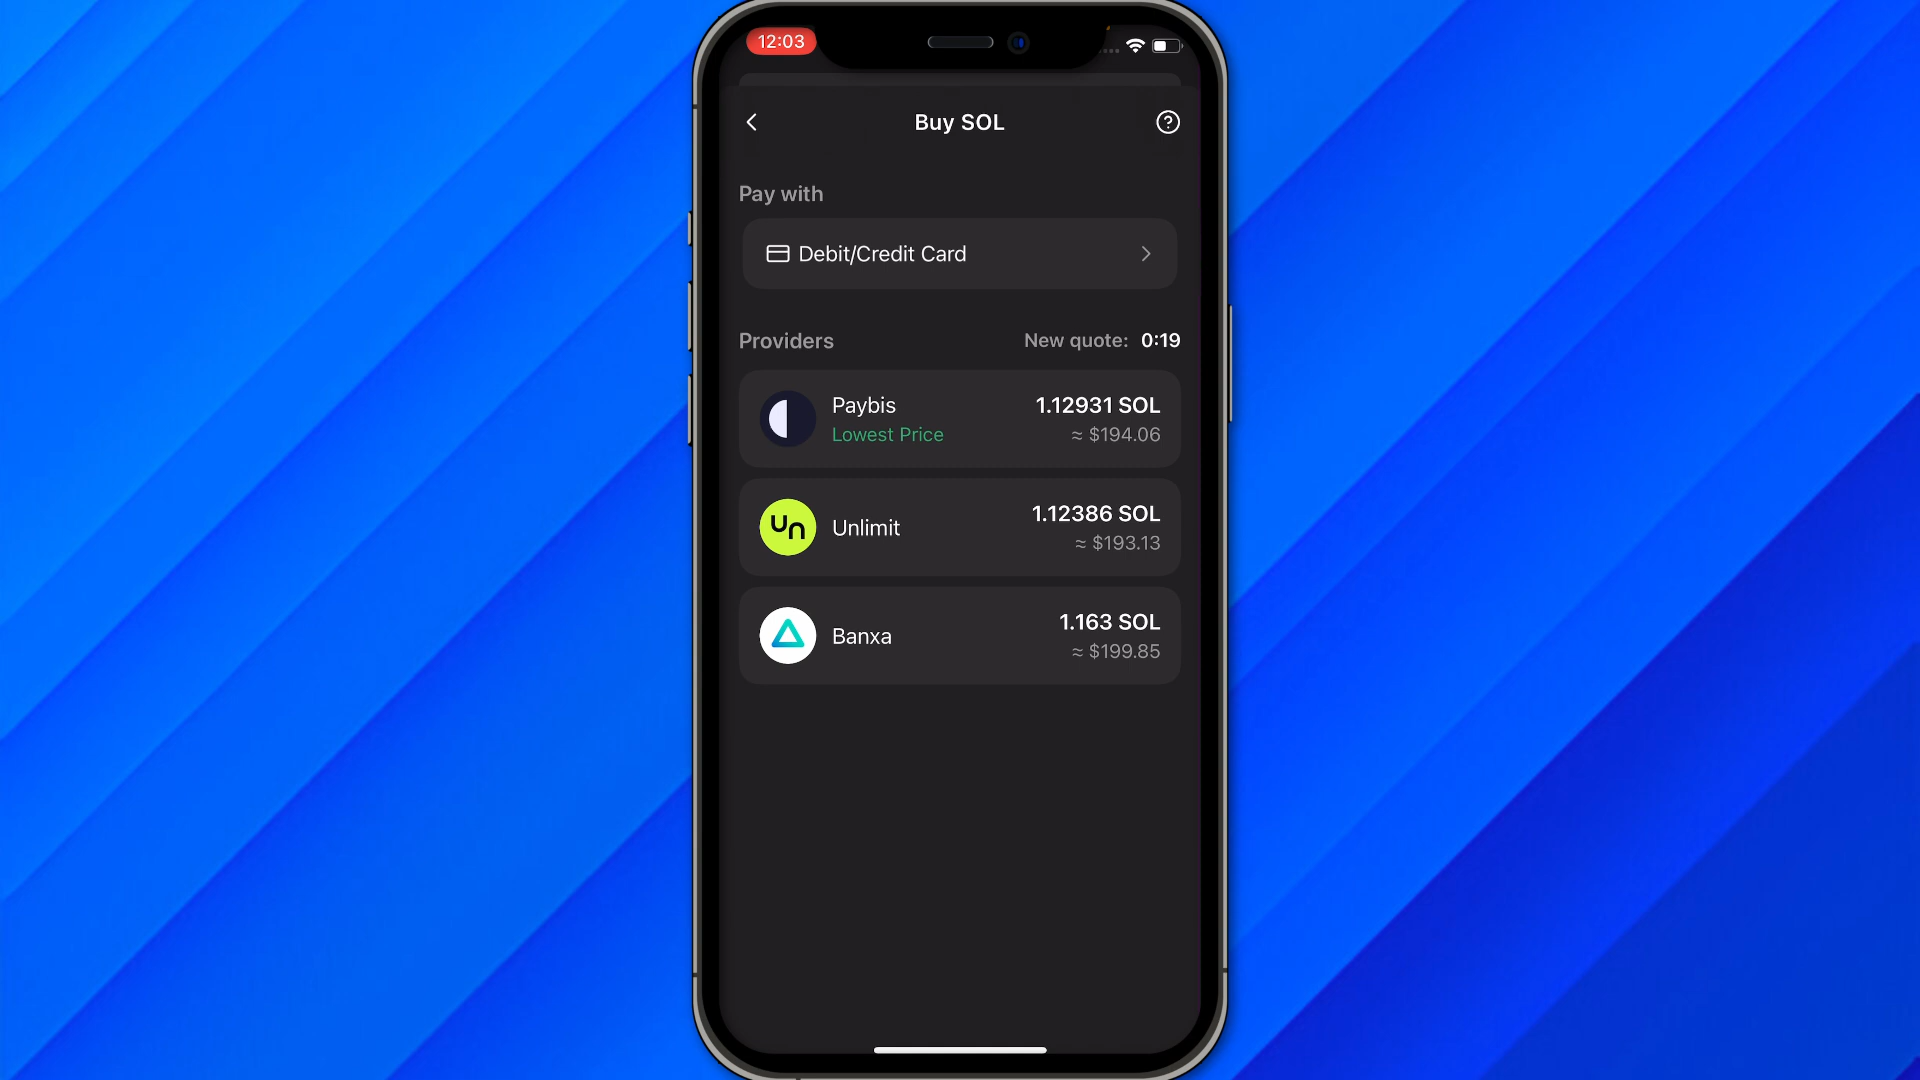 12:03
Buy SOL
Pay with
Debit/Credit Card
Providers
New quote: 0:19
Paybis
1.12931 SOL
Lowest Price
≈ $194.06
Un
Unlimit
1.12386 SOL
≈ $193.13
Banxa
1.163 SOL
≈ $199.85